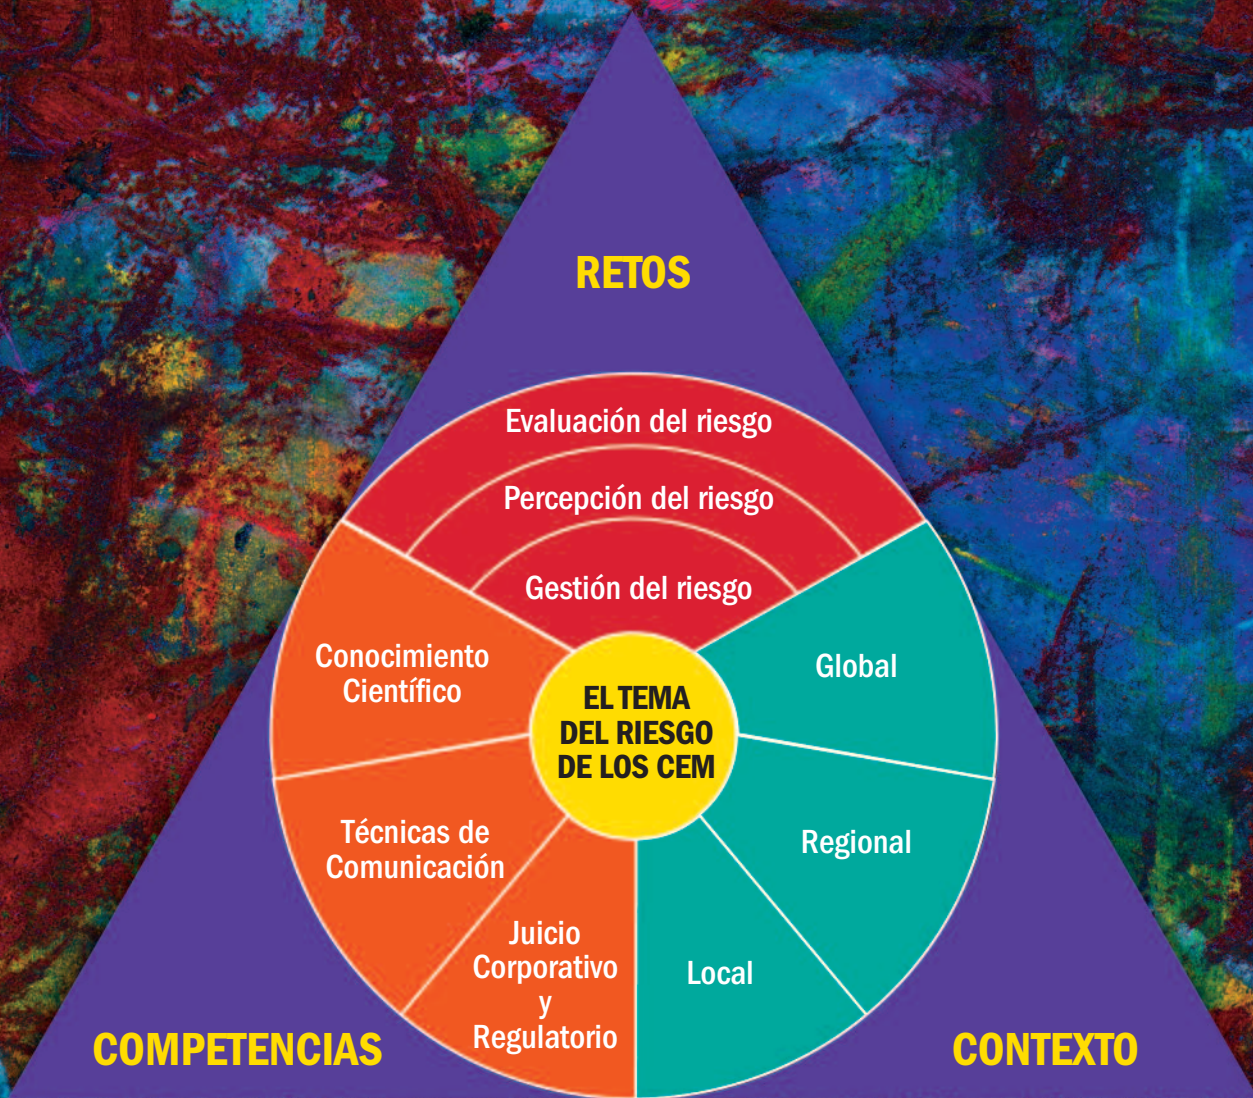 RETOS
Evaluación del riesgo
Percepción del riesgo
Gestión del riesgo
Conocimiento
Científico
Técnicas de
Comunicación
Juicio
Corporativo
y
Regulatorio
EL TEMA
DEL RIESGO
DE LOS CEM
Global
Regional
Local
COMPETENCIAS
CONTEXTO